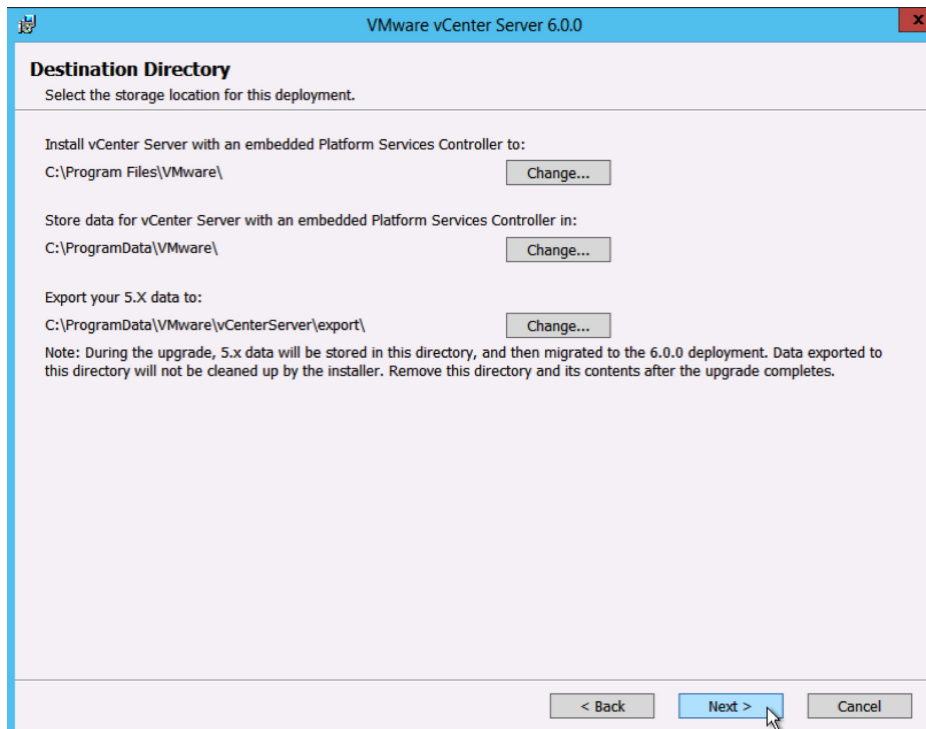 VMware vCenter Server 6.0.0
x
Destination Directory
Select the storage location for this deployment.
Install vCenter Server with an embedded Platform Services Controller to:
C:\Program Files\VMware\
Change...
Store data for vCenter Server with an embedded Platform Services Controller in:
C:\ProgramData\VMware\
Change...
Export your 5.X data to:
C:\ProgramData\VMware\vCenterServer\export\
Change...
Note: During the upgrade, 5.x data will be stored in this directory, and then migrated to the 6.0.0 deployment. Data exported to
this directory will not be cleaned up by the installer. Remove this directory and its contents after the upgrade completes.
< Back
Next >
Cancel